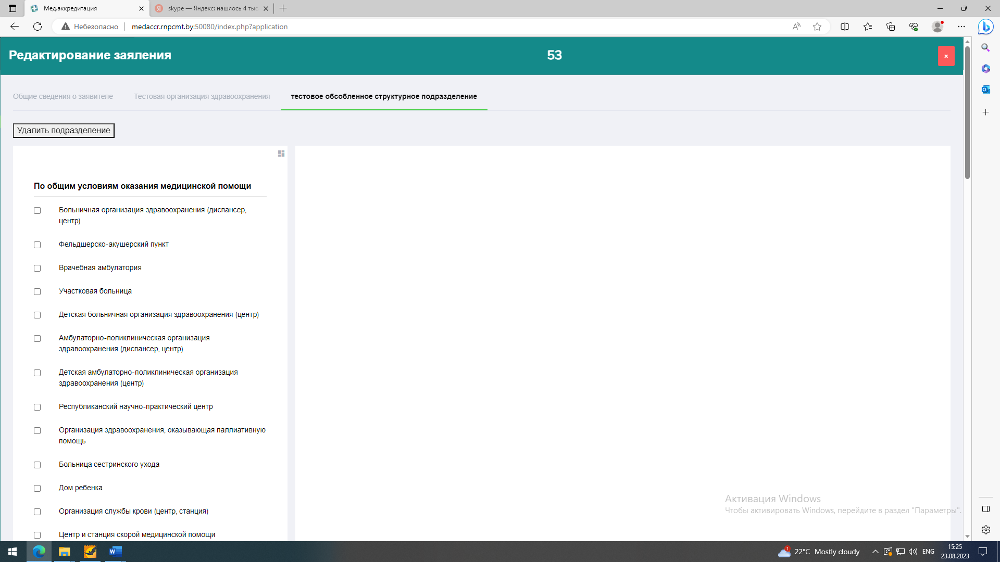 Мед.аккредитация
skype — Яндекс: нашлось 4 тыс
Небезопасно
medaccr.rnpcmt.by:50080/index.php?application
Редактирование заяления
53
Общие сведения о заявителе
Тестовая организация здравоохранения
тестовое обсобленное структурное подразделение
Удалить подразделение
По общим условиям оказания медицинской помощи
Больничная организация здравоохранения (диспансер,
центр)
Фельдшерско-акушерский пункт
Врачебная амбулатория
Участковая больница
Детская больничная организация здравоохранения (центр)
Амбулаторно-поликлиническая организация
здравоохранения (диспансер, центр)
Детская амбулаторно-поликлиническая организация
здравоохранения (центр)
Республиканский научно-практический центр
Организация здравоохранения, оказывающая паллиативную
помощь
Больница сестринского ухода
Дом ребенка
Организация службы крови (центр, станция)
Центр и станция скорой медицинской помощи
Активация Windows
Чтобы активировать Windows, перейдите в раздел "Параметры".
1
22°C Mostly cloudy
ENG
15:25
23.08.2023